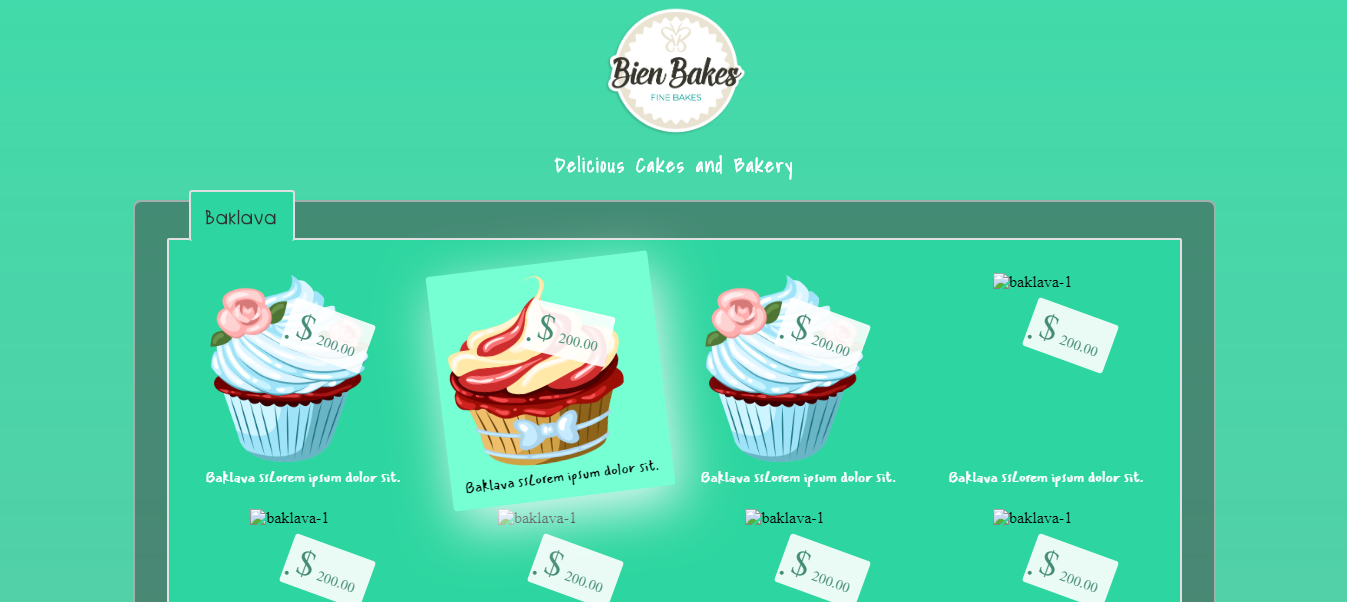 Bien Bakes
FINE BAKES
Delicious Cakes and Bakery
Baklava
. $ 200.00
. $ 200.00
. $ 200.00
baklava-1
. $ 200.00
Baklava ssLorem ipsum dolor sit.
Baklava ssLorem ipsum dolor sit.
Baklava ssLorem ipsum dolor sit.
Baklava ssLorem ipsum dolor sit.
baklava-1
baklava-1
baklava-1
baklava-1
. $ 200.00
. $ 200.00
. $ 200.00
. $ 200.00